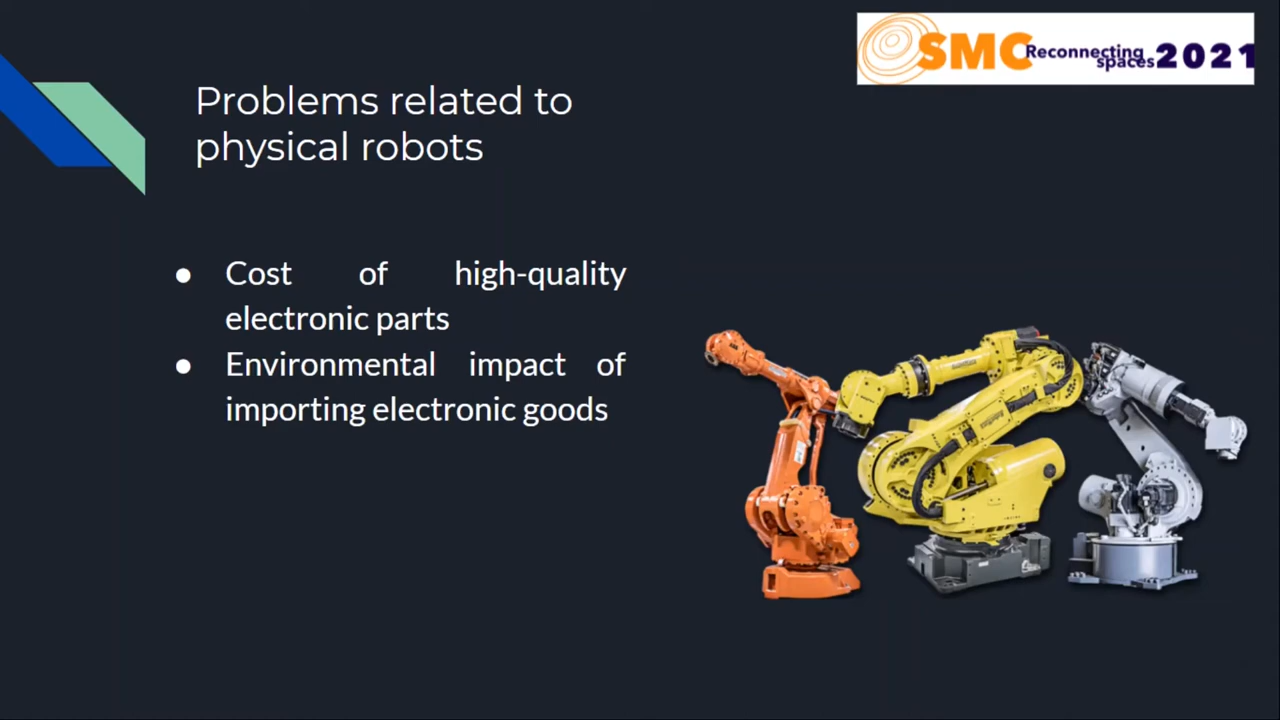 SMC Reconnecting spaces 2021
Problems related to
physical robots
● Cost of high-quality
electronic parts
● Environmental impact of
importing electronic goods